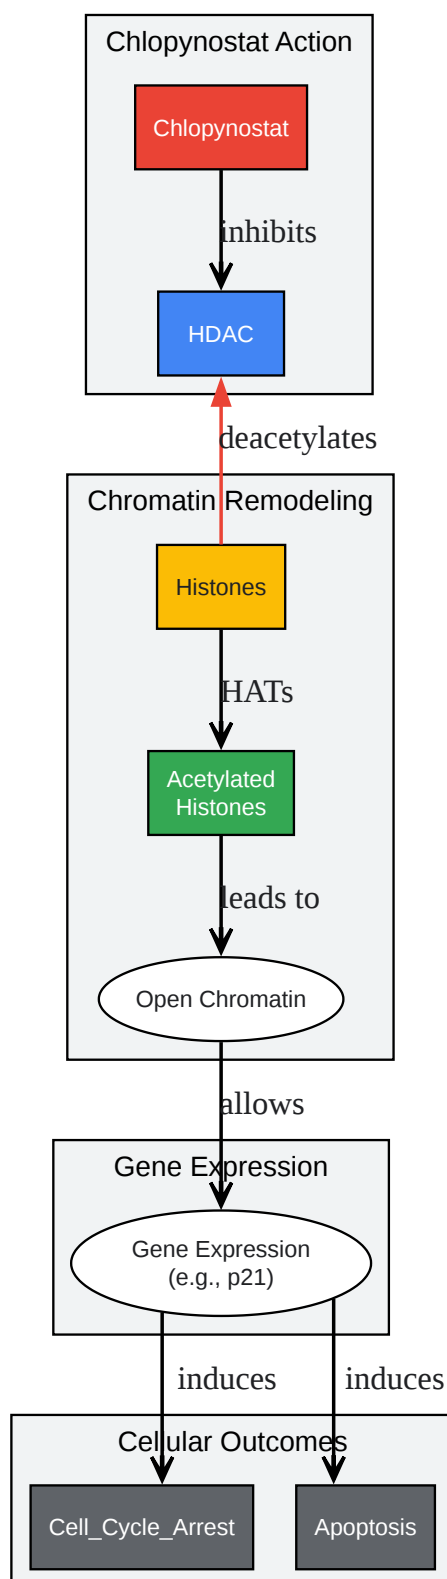 Chlopynostat Action
Chlopynostat
inhibits
HDAC
deacetylates
Chromatin Remodeling
Histones
HATs
Acetylated
Histones
leads to
Open Chromatin
allows
Gene Expression
Gene Expression
(e.g., p21)
induces
induces
Cellular Outcomes
Cell_Cycle_Arrest
Apoptosis